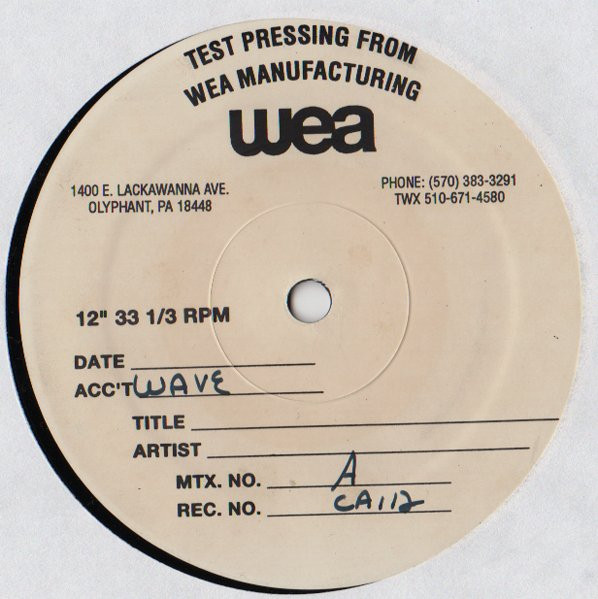 TEST PRESSING FROM
WEA MANUFACTURING
wea
1400 E. LACKAWANNA AVE.
OLYPHANT, PA 18448
PHONE: (570) 383-3291
TWX 510-671-4580
12" 33 1/3 RPM
DATE
ACC'T WAVE
TITLE
ARTIST
MTX. NO. A
REC. NO. CA112